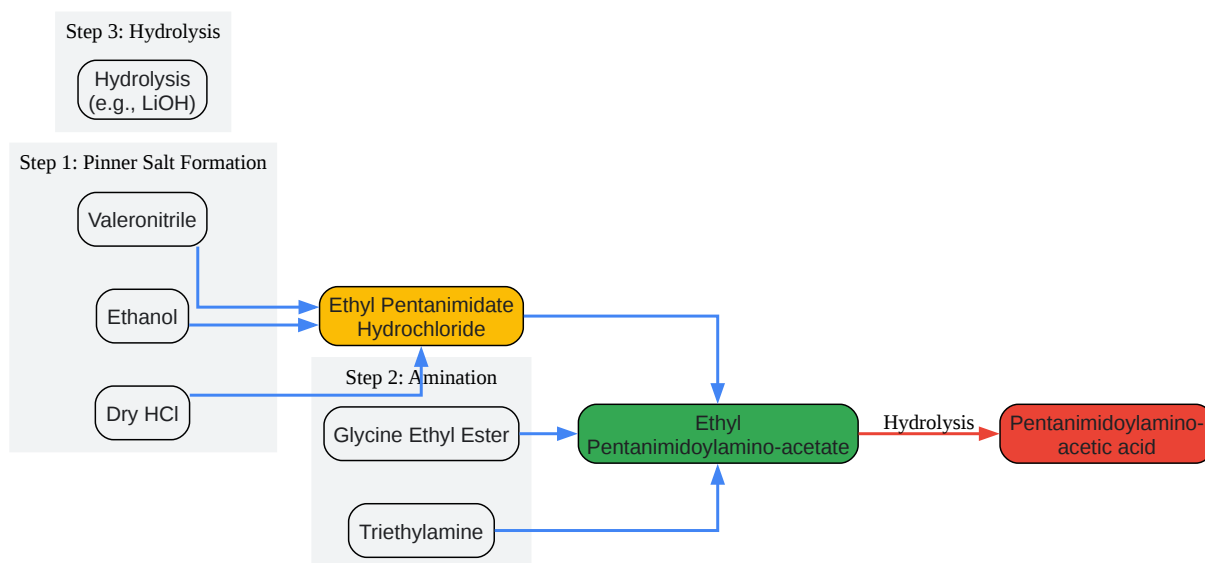 Step 3: Hydrolysis
Hydrolysis
(e.g., LiOH)
Step 1: Pinner Salt Formation
Valeronitrile
Ethanol
Dry HCl
Ethyl Pentanimidate
Hydrochloride
Step 2: Amination
Glycine Ethyl Ester
Triethylamine
Ethyl
Pentanimidoylamino-acetate
Hydrolysis
Pentanimidoylamino-
acetic acid